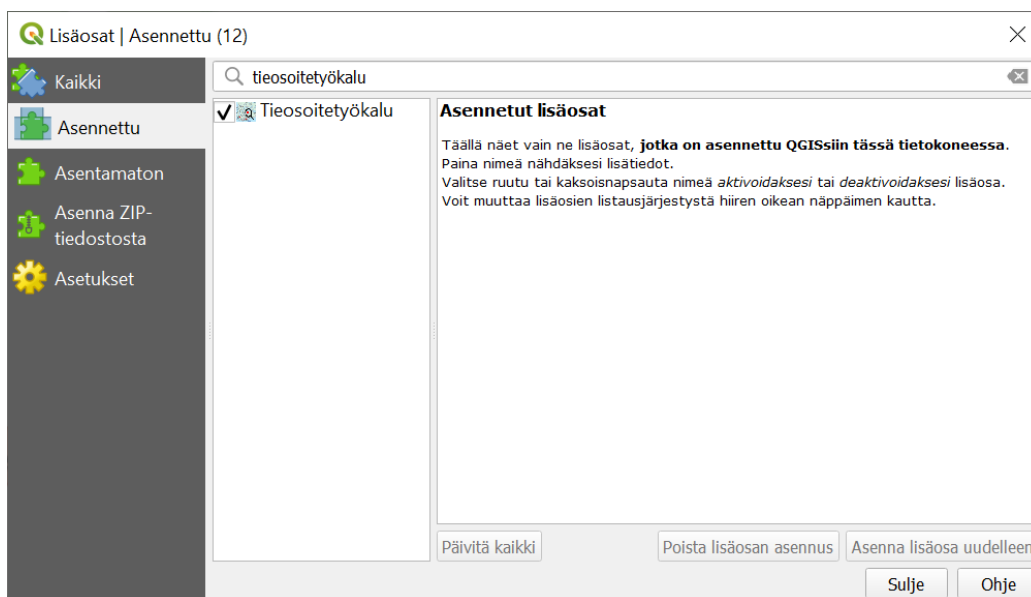 Lisäosat | Asennettu (12)
Kaikki
Asennettu
Asentamaton
Asenna ZIP-
tiedostosta
Asetukset
tieosoitetyökalu
Tieosoitetyökalu
Asennetut lisäosat
Täällä näet vain ne lisäosat, jotka on asennettu QGISsiin tässä tietokoneessa.
Paina nimeä nähdäksesi lisätiedot.
Valitse ruutu tai kaksoisnapsauta nimeä aktivoidaksesi tai deaktivoidaksesi lisäosa.
Voit muuttaa lisäosien listausjärjestystä hiiren oikean näppäimen kautta.
Päivitä kaikki
Poista lisäosan asennus
Asenna lisäosa uudelleen
Sulje
Ohje